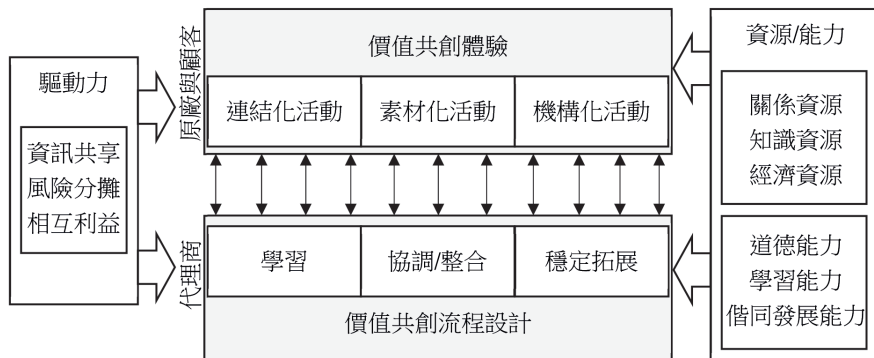 驅動力
資訊共享
風險分攤
相互利益
原廠與顧客
價值共創體驗
連結化活動 素材化活動 機構化活動
代理商
學習 協調/整合 穩定拓展
價值共創流程設計
資源/能力
關係資源
知識資源
經濟資源
道德能力
學習能力
偕同發展能力